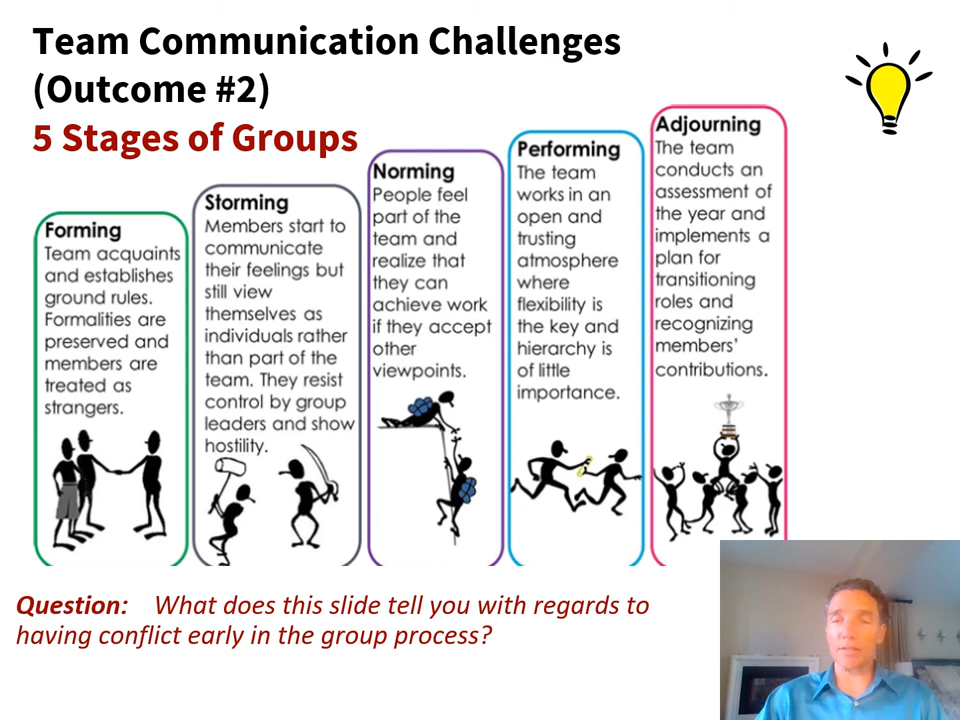 Team Communication Challenges
(Outcome #2)
5 Stages of Groups
Forming
Team acquaints
and establishes
ground rules.
Formalities are
preserved and
members are
treated as
strangers.
Storming
Members start to
communicate
their feelings but
still view
themselves as
individuals rather
than part of the
team. They resist
control by group
leaders and show
hostility.
Norming
People feel
part of the
team and
realize that
they can
achieve work
if they accept
other
viewpoints.
Performing
The team
works in an
open and
trusting
atmosphere
where
flexibility is
the key and
hierarchy is
of little
importance.
Adjourning
The team
conducts an
assessment of
the year and
implements a
plan for
transitioning
roles and
recognizing
members'
contributions.
Question: What does this slide tell you with regards to
having conflict early in the group process?